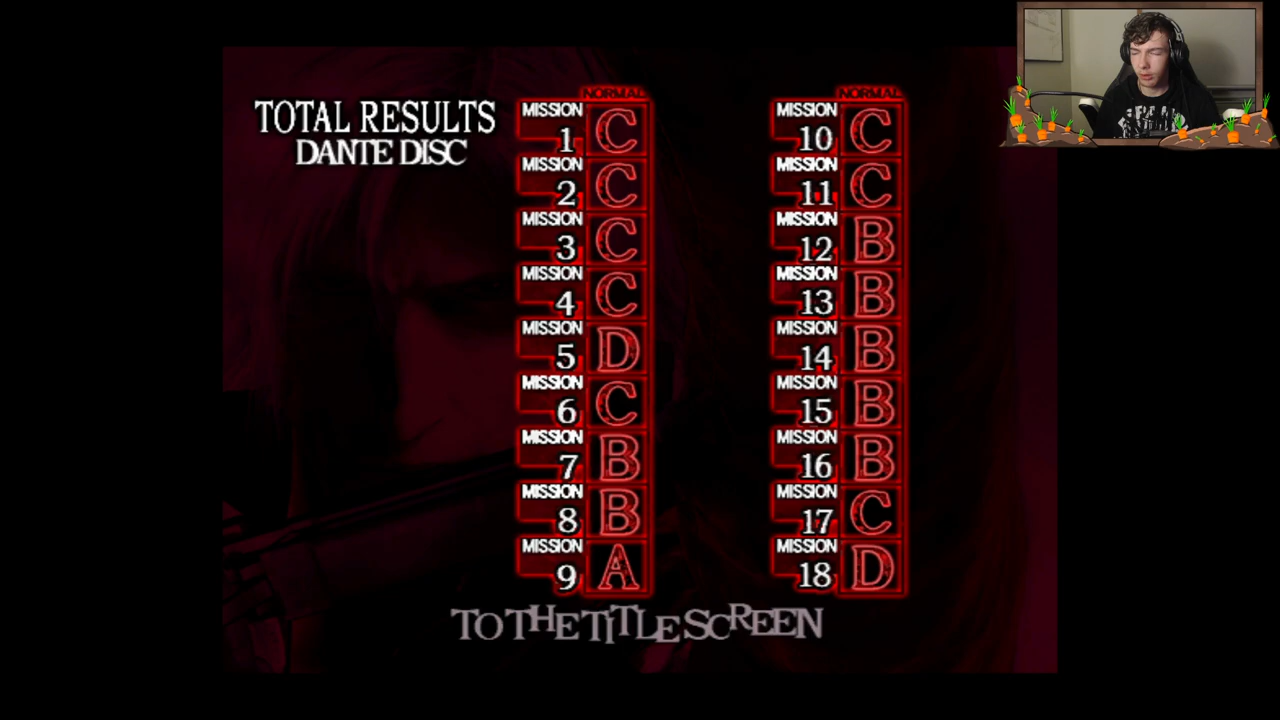 TOTAL RESULTS
DANTE DISC
NORMAL
MISSION 1 C
MISSION 2 C
MISSION 3 C
MISSION 4 C
MISSION 5 D
MISSION 6 C
MISSION 7 B
MISSION 8 B
MISSION 9 A
NORMAL
MISSION 10 C
MISSION 11 C
MISSION 12 B
MISSION 13 B
MISSION 14 B
MISSION 15 B
MISSION 16 B
MISSION 17 C
MISSION 18 D
TO THE TiTLE SCREEN